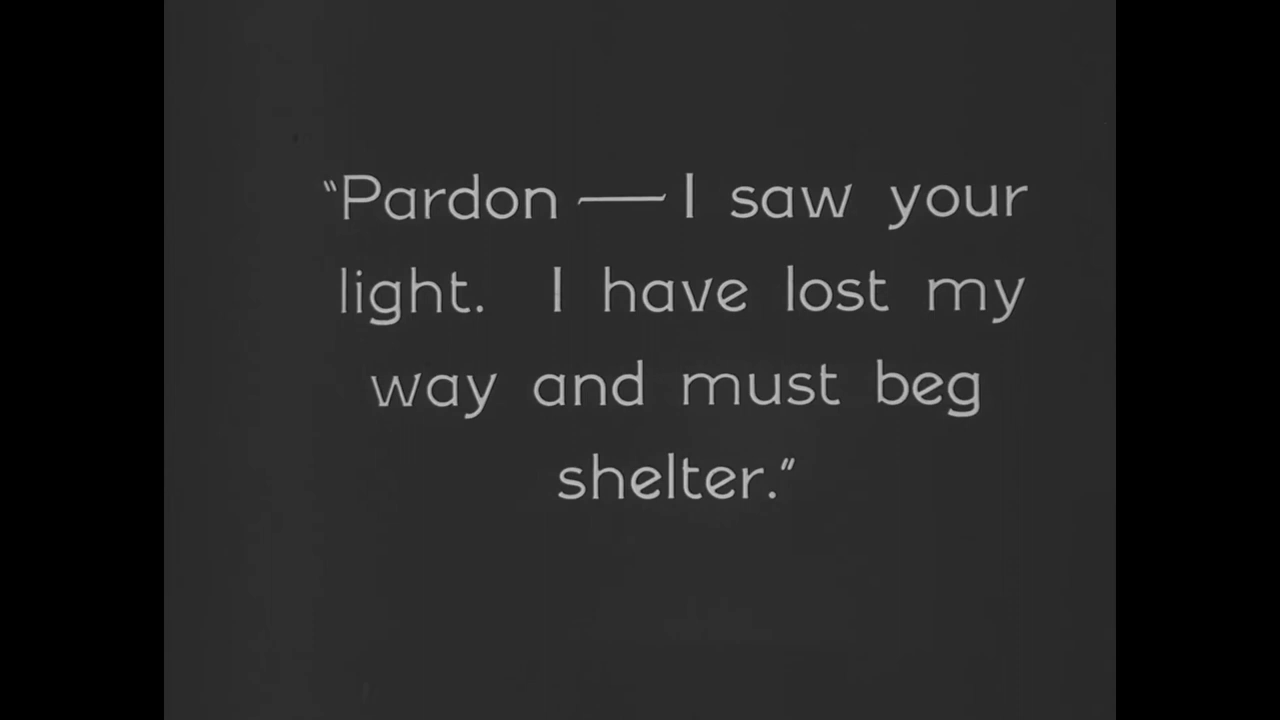 “Pardon — I saw your
light. I have lost my
way and must beg
shelter.”